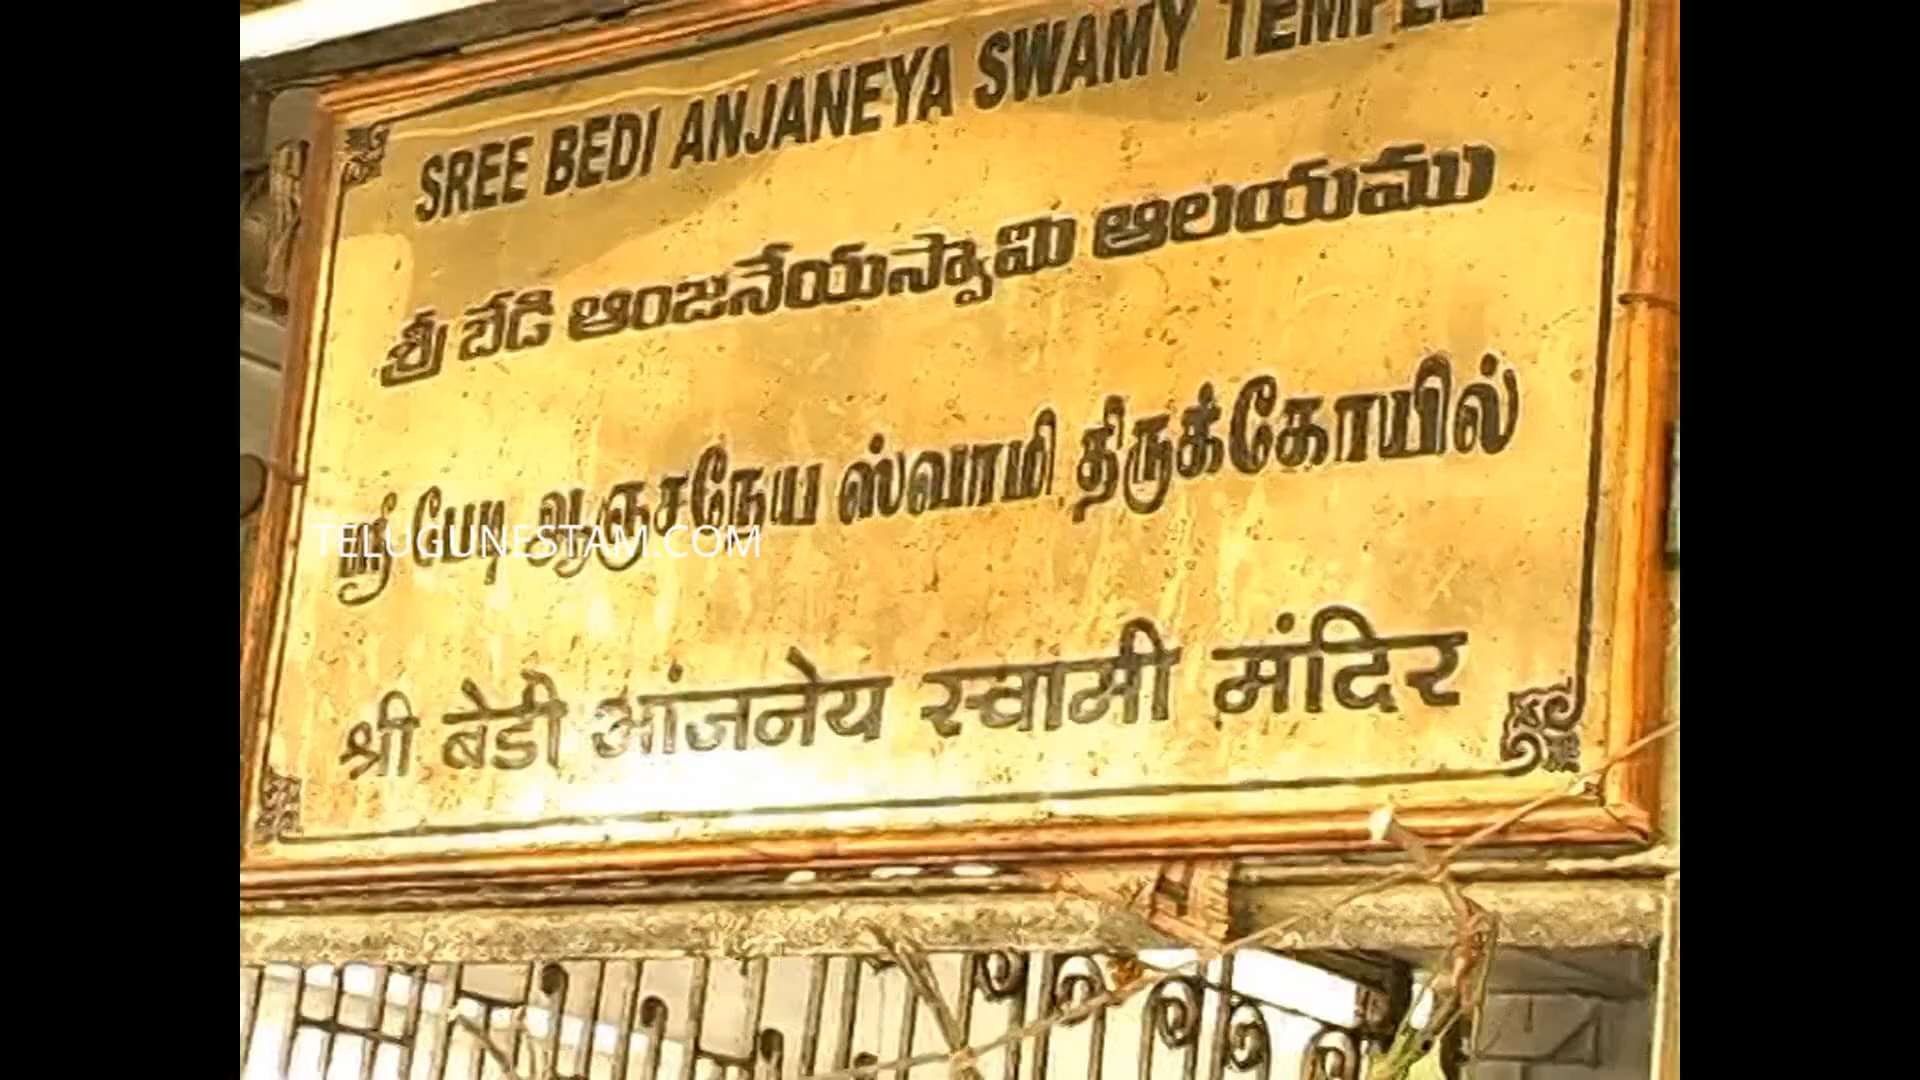 SREE BEDI ANJANEYA SWAMY TEMPLE
శ్రీ బేడి ఆంజనేయస్వామి ఆలయము
ஸ்ரீ பேடி ஆஞ்சநேய ஸ்வாமி திருக்கோயில்
TELUGUNESTAM.COM
श्री बेडी आंजनेय स्वामी मंदिर